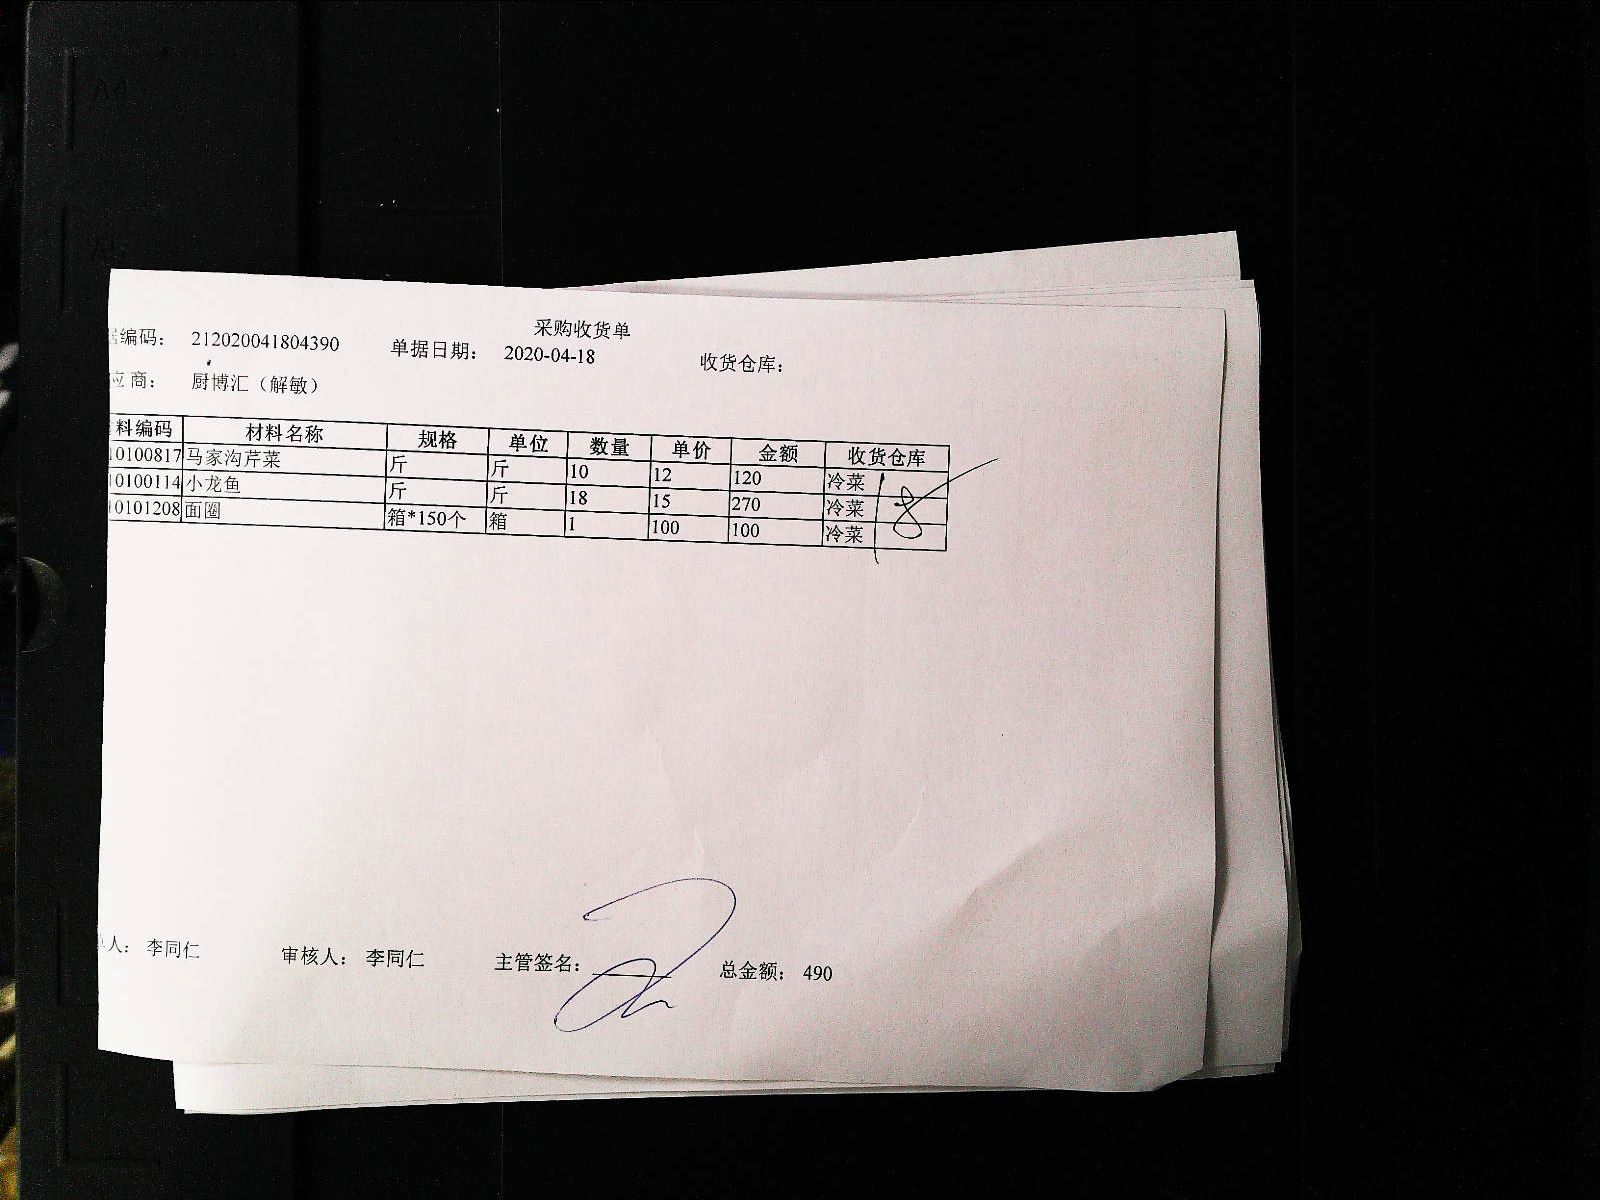 采购收货单
据编码： 212020041804390 单据日期： 2020-04-18 收货仓库：
应商： 厨博汇（解敏）
料编码 材料名称 规格 单位 数量 单价 金额 收货仓库
10100817 马家沟芹菜 斤 斤 10 12 120 冷菜
10100114 小龙鱼 斤 斤 18 15 270 冷菜
10101208 面圈 箱*150个 箱 1 100 100 冷菜
单人： 李同仁 审核人： 李同仁 主管签名： 总金额： 490